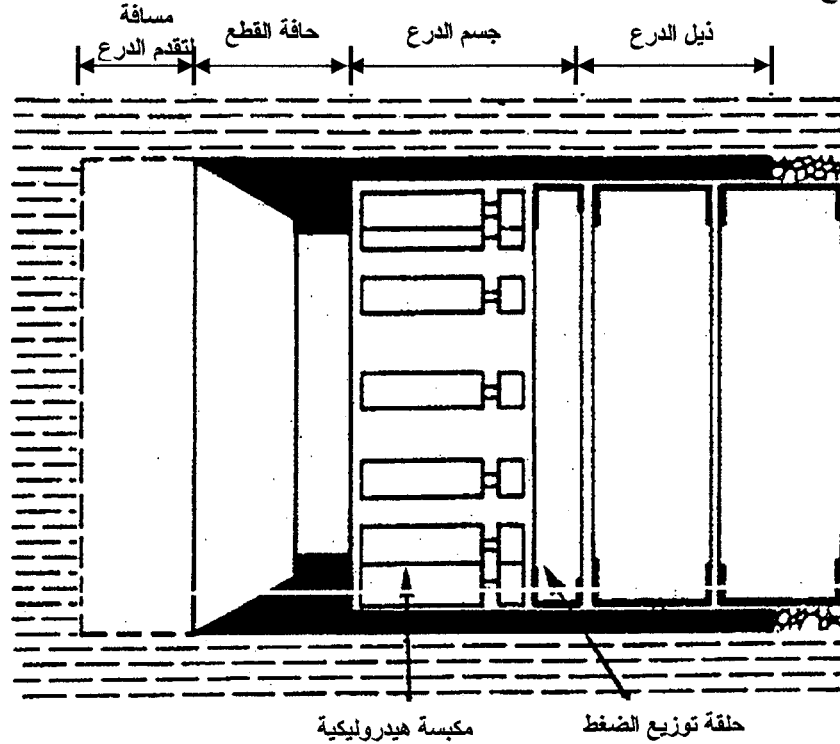 ذيل الدرع
جسم الدرع
حافة القطع
مسافة
لتقدم الدرع
حلقة توزيع الضغط
مكبسة هيدروليكية